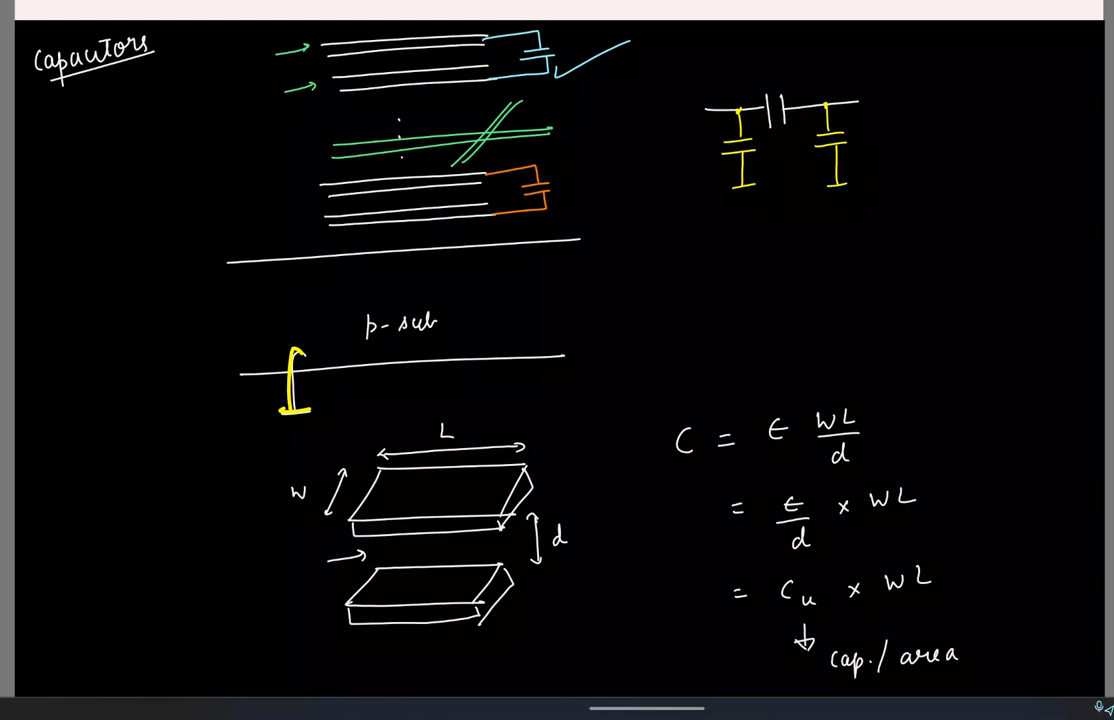 Capacitors
p-sub
L
W
d
C = ϵ WL/d
= ϵ/d × WL
= Cu × WL
cap./area